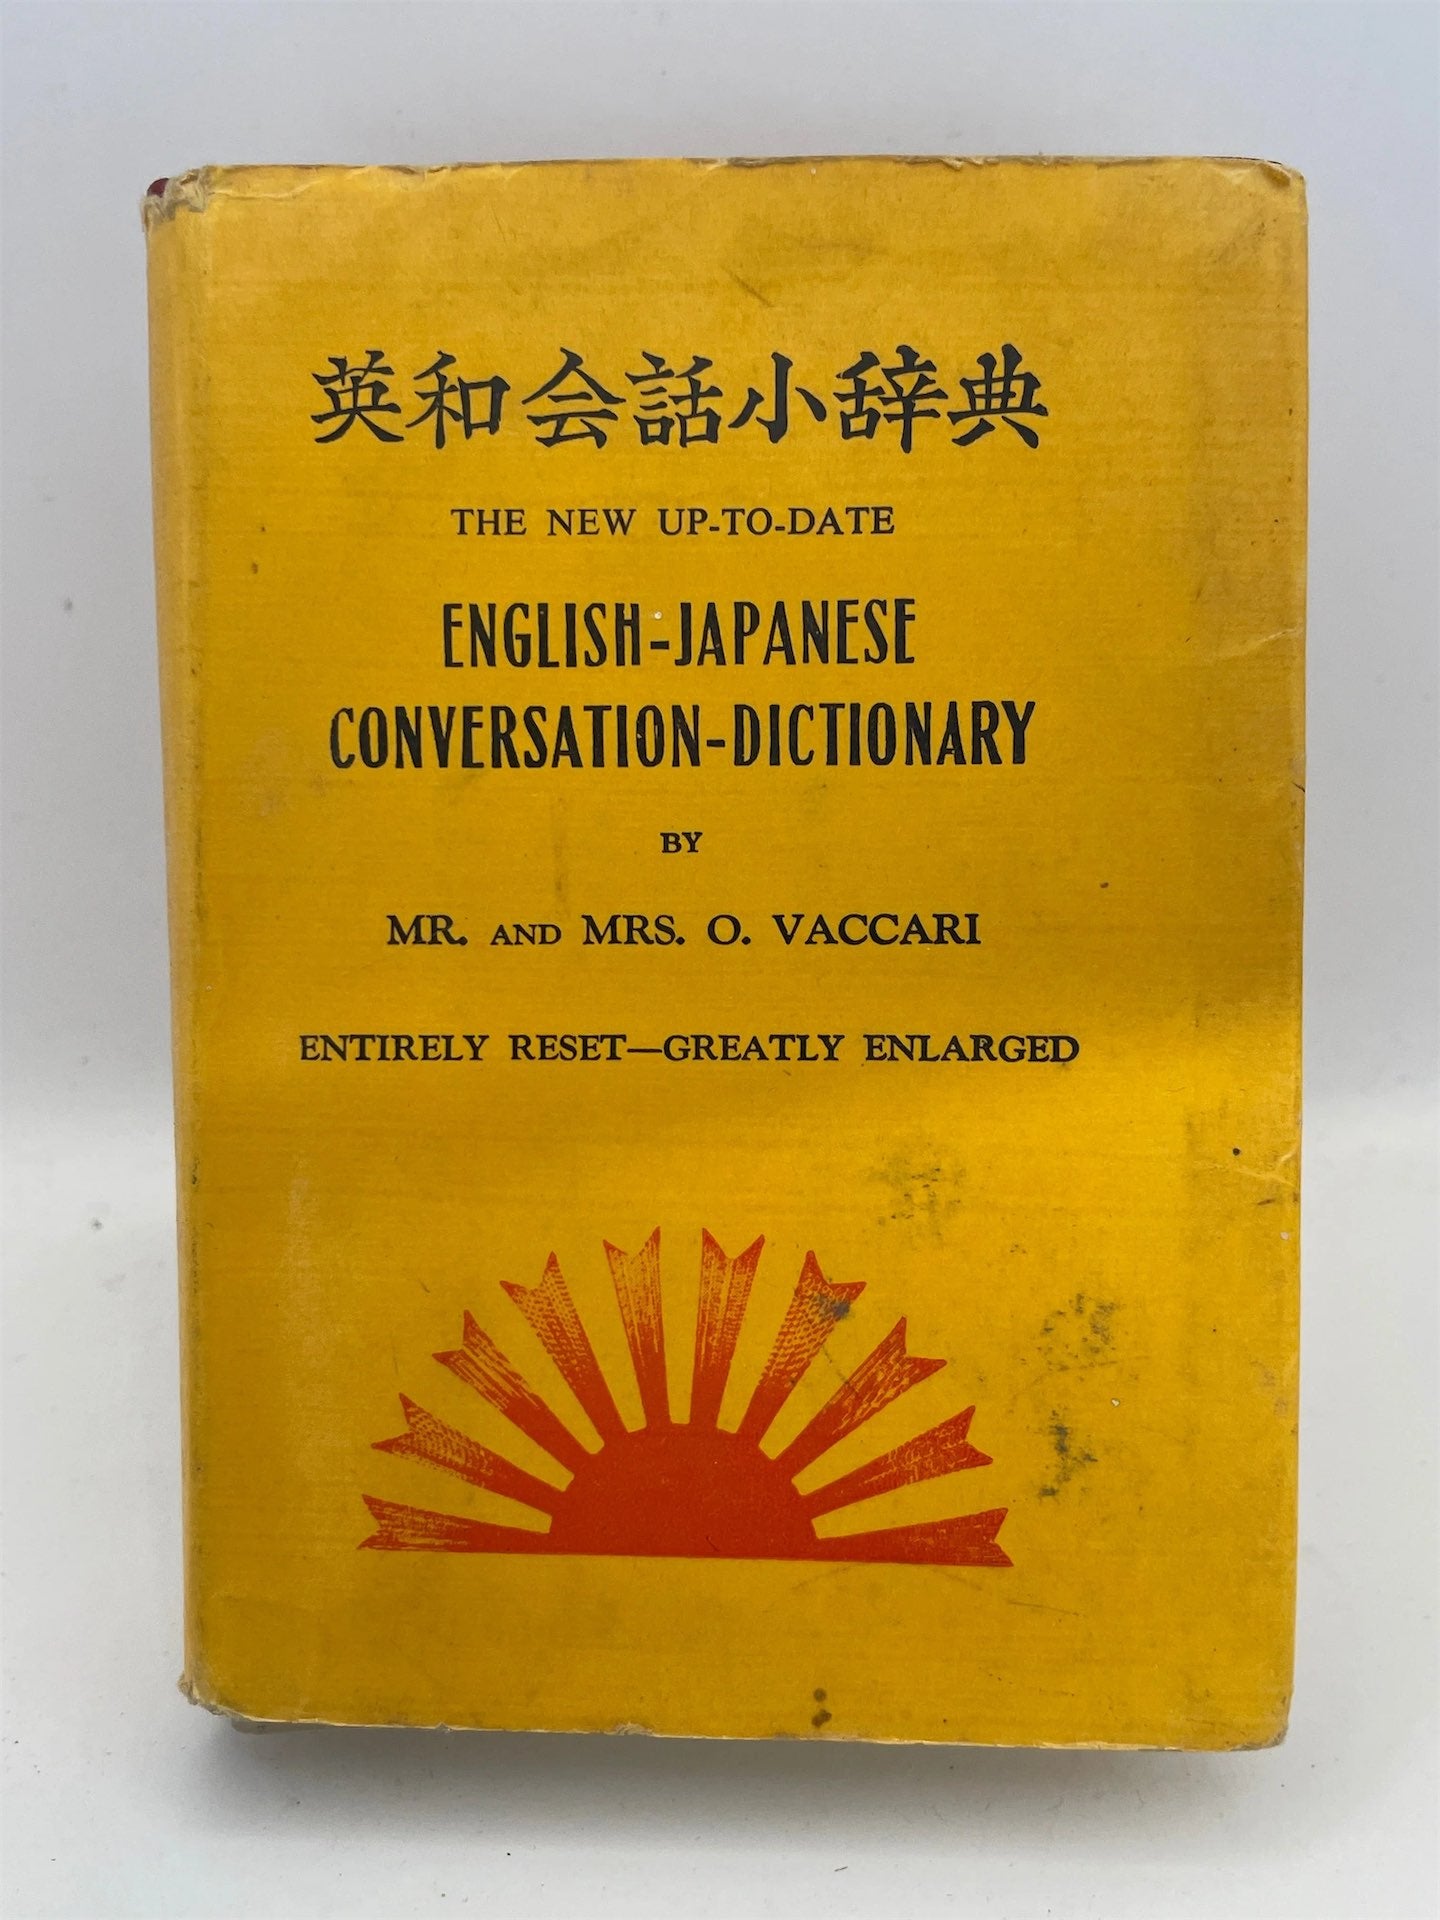 英和会話小辞典
THE NEW UP-TO-DATE
ENGLISH-JAPANESE
CONVERSATION-DICTIONARY
BY
MR. AND MRS. O. VACCARI
ENTIRELY RESET—GREATLY ENLARGED